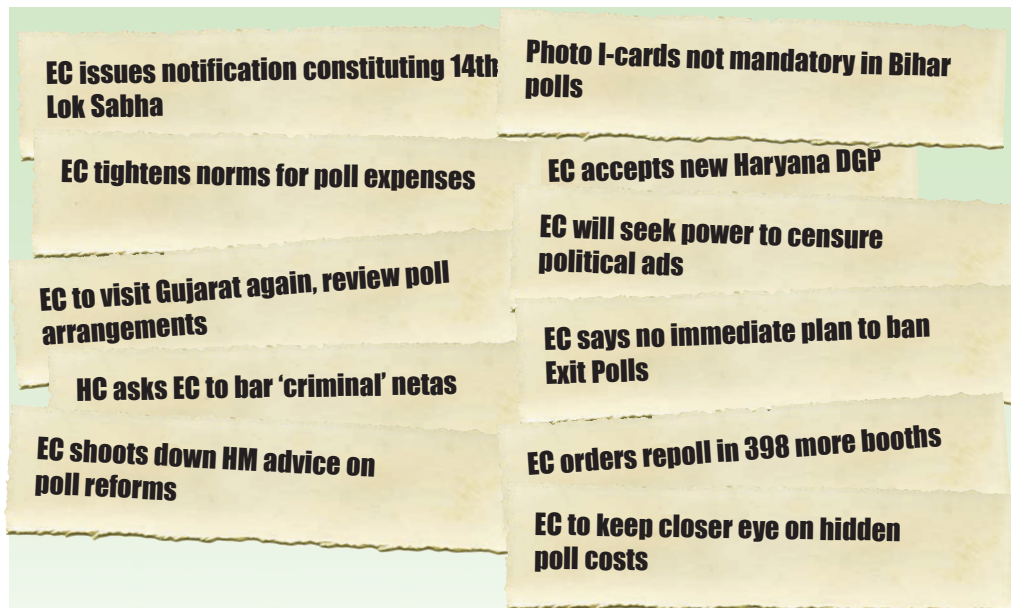 EC issues notification constituting 14th
Lok Sabha
EC tightens norms for poll expenses
EC to visit Gujarat again, review poll
arrangements
HC asks EC to bar ‘criminal’ netas
EC shoots down HM advice on
poll reforms
Photo I-cards not mandatory in Bihar
polls
EC accepts new Haryana DGP
EC will seek power to censure
political ads
EC says no immediate plan to ban
Exit Polls
EC orders repoll in 398 more booths
EC to keep closer eye on hidden
poll costs